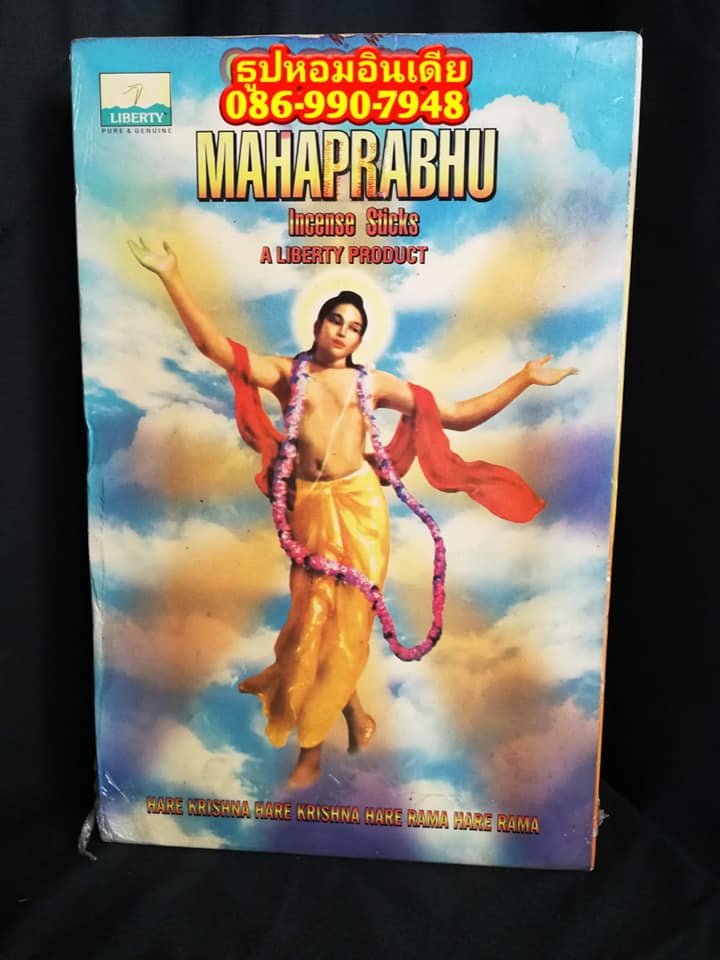 ธูปหอมอินเดีย
086-990-7948
LIBERTY
PURE & GENUINE
MAHAPRABHU
Incense Sticks
A LIBERTY PRODUCT
HARE KRISHNA HARE KRISHNA HARE RAMA HARE RAMA